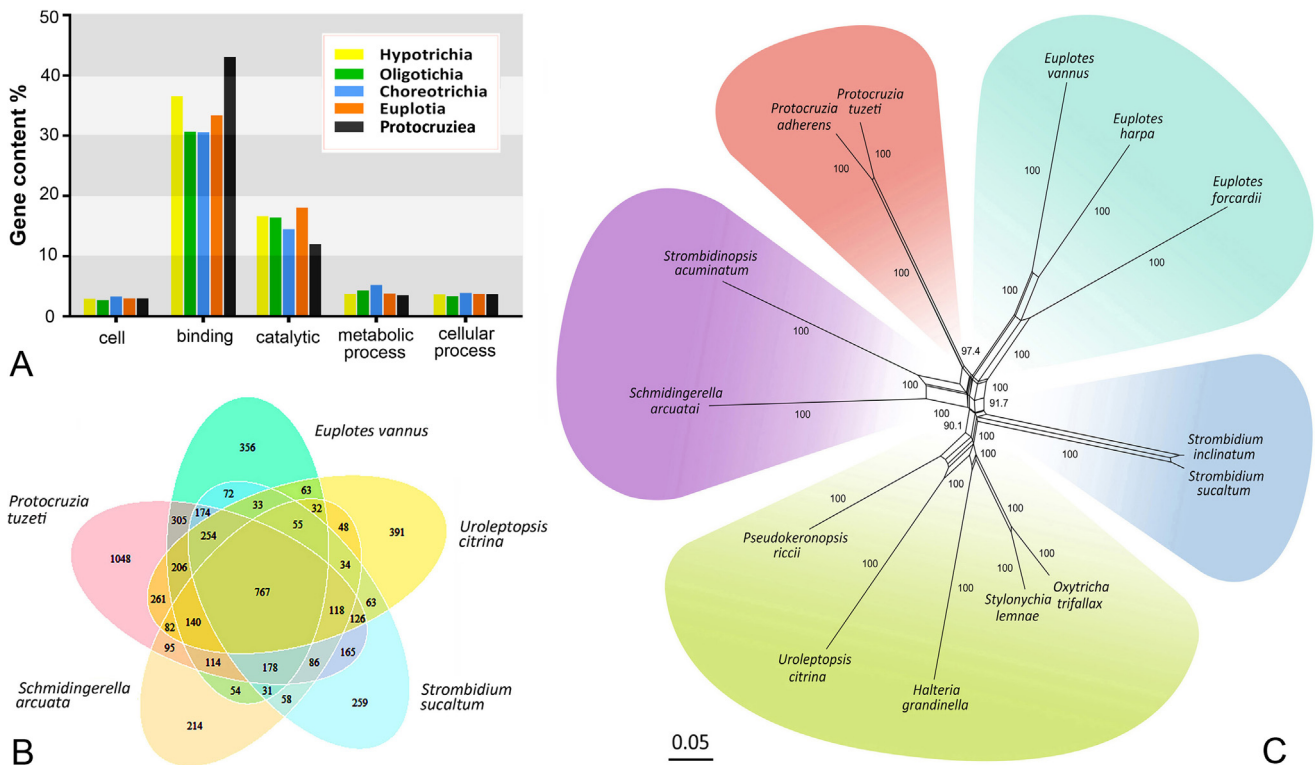 50
40
30
20
10
0
Gene content %
Hypotrichia
Oligotichia
Choreotrichia
Euplotia
Protocruziea
cell
binding
catalytic
metabolic
process
cellular
process
A
Euplotes vannus
Uroleptopsis
citrina
Strombidium
sucaltum
Schmidingerella
arcuata
Protocruzia
tuzeti
356
72
63
33
32
48
391
305
174
254
55
34
1048
206
767
63
261
118
126
82
140
95
114
178
86
165
54
31
58
259
214
B
Protocruzia
tuzeti
Protocruzia
adherens
100
100
100
Euplotes
vannus
Euplotes
harpa
Euplotes
forcardii
100
100
100
100
100
Strombidinopsis
acuminatum
100
Schmidingerella
arcuatai
100
100
100
97.4
100
91.7
90.1
100
100
100
Strombidium
inclinatum
Strombidium
sucaltum
100
Pseudokeronopsis
riccii
100
Uroleptopsis
citrina
100
Halteria
grandinella
100
Stylonychia
lemnae
100
Oxytricha
trifallax
100
100
0.05
C